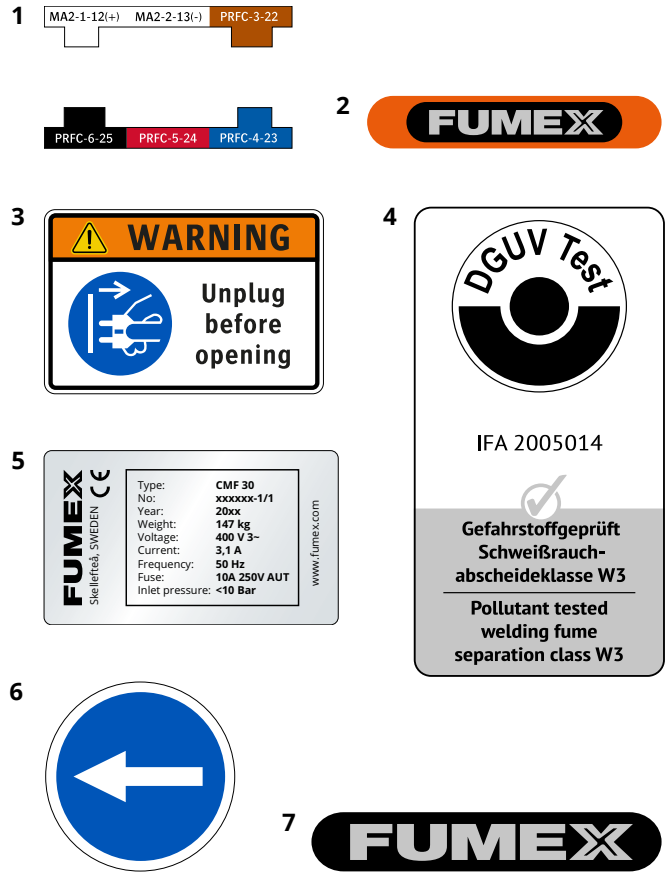 1
MA2-1-12(+) MA2-2-13(-) PRFC-3-22
PRFC-6-25 PRFC-5-24 PRFC-4-23
2
FUMEX
3
WARNING
Unplug
before
opening
4
DGUV Test
IFA 2005014
Gefahrstoffgeprüft
Schweißrauch-
abscheideklasse W3
Pollutant tested
welding fume
separation class W3
5
FUMEX
Skellefteå, SWEDEN
CE
Type: CMF 30
No: xxxxxx-1/1
Year: 20xx
Weight: 147 kg
Voltage: 400 V 3~
Current: 3,1 A
Frequency: 50 Hz
Fuse: 10A 250V AUT
Inlet pressure: <10 Bar
www.fumex.com
6
7
FUMEX